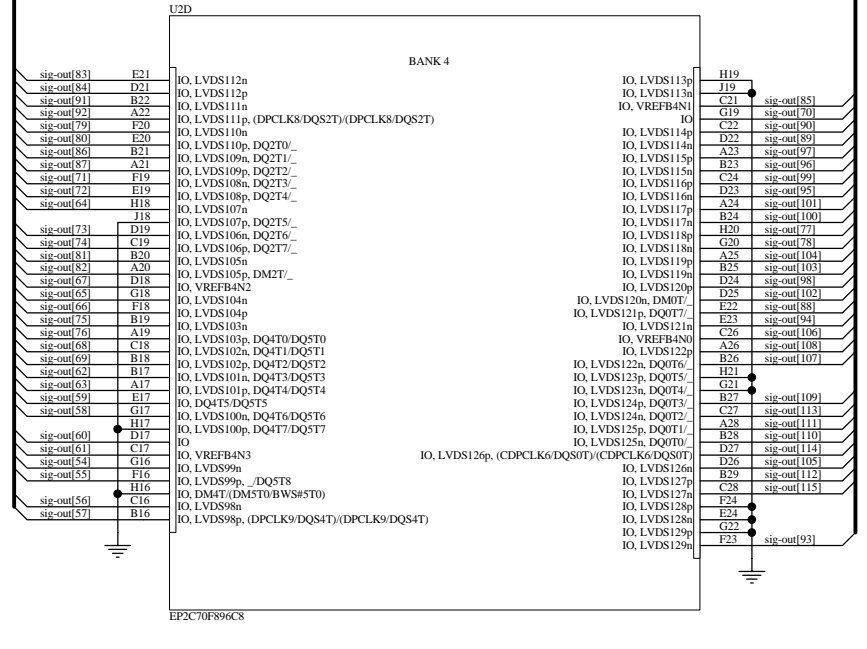 U2D
BANK 4
sig-out[83] E21 IO, LVDS112n
sig-out[84] D21 IO, LVDS112p
sig-out[91] B22 IO, LVDS111n
sig-out[92] A22 IO, LVDS111p, (DPCLK8/DQS2T)/(DPCLK8/DQS2T)
sig-out[79] F20 IO, LVDS110n
sig-out[80] E20 IO, LVDS110p, DQ2T0/_
sig-out[86] B21 IO, LVDS109n, DQ2T1/_
sig-out[87] A21 IO, LVDS109p, DQ2T2/_
sig-out[71] F19 IO, LVDS108n, DQ2T3/_
sig-out[72] E19 IO, LVDS108p, DQ2T4/_
sig-out[64] H18 IO, LVDS107n
J18 IO, LVDS107p, DQ2T5/_
sig-out[73] D19 IO, LVDS106n, DQ2T6/_
sig-out[74] C19 IO, LVDS106p, DQ2T7/_
sig-out[81] B20 IO, LVDS105n
sig-out[82] A20 IO, LVDS105p, DM2T/_
sig-out[67] D18 IO, VREFB4N2
sig-out[65] G18 IO, LVDS104n
sig-out[66] F18 IO, LVDS104p
sig-out[75] B19 IO, LVDS103n
sig-out[76] A19 IO, LVDS103p, DQ4T0/DQ5T0
sig-out[68] C18 IO, LVDS102n, DQ4T1/DQ5T1
sig-out[69] B18 IO, LVDS102p, DQ4T2/DQ5T2
sig-out[62] B17 IO, LVDS101n, DQ4T3/DQ5T3
sig-out[63] A17 IO, LVDS101p, DQ4T4/DQ5T4
sig-out[59] E17 IO, DQ4T5/DQ5T5
sig-out[58] G17 IO, LVDS100n, DQ4T6/DQ5T6
H17 IO, LVDS100p, DQ4T7/DQ5T7
sig-out[60] D17 IO
sig-out[61] C17 IO, VREFB4N3
sig-out[54] G16 IO, LVDS99n
sig-out[55] F16 IO, LVDS99p, _/DQ5T8
H16 IO, DM4T/(DM5T0/BWS#5T0)
sig-out[56] C16 IO, LVDS98n
sig-out[57] B16 IO, LVDS98p, (DPCLK9/DQS4T)/(DPCLK9/DQS4T)
IO, LVDS113p H19
IO, LVDS113n J19
IO, VREFB4N1 C21 sig-out[85]
IO G19 sig-out[70]
IO, LVDS114p C22 sig-out[90]
IO, LVDS114n D22 sig-out[89]
IO, LVDS115p A23 sig-out[97]
IO, LVDS115n B23 sig-out[96]
IO, LVDS116p C24 sig-out[99]
IO, LVDS116n D23 sig-out[95]
IO, LVDS117p A24 sig-out[101]
IO, LVDS117n B24 sig-out[100]
IO, LVDS118p H20 sig-out[77]
IO, LVDS118n G20 sig-out[78]
IO, LVDS119p A25 sig-out[104]
IO, LVDS119n B25 sig-out[103]
IO, LVDS120p D24 sig-out[98]
IO, LVDS120n, DM0T/_ D25 sig-out[102]
IO, LVDS121p, DQ0T7/_ E22 sig-out[88]
IO, LVDS121n E23 sig-out[94]
IO, VREFB4N0 C26 sig-out[106]
IO, LVDS122p A26 sig-out[108]
IO, LVDS122n, DQ0T6/_ B26 sig-out[107]
IO, LVDS123p, DQ0T5/_ H21
IO, LVDS123n, DQ0T4/_ G21
IO, LVDS124p, DQ0T3/_ B27 sig-out[109]
IO, LVDS124n, DQ0T2/_ C27 sig-out[113]
IO, LVDS125p, DQ0T1/_ A28 sig-out[111]
IO, LVDS125n, DQ0T0/_ B28 sig-out[110]
IO, LVDS126p, (CDPCLK6/DQS0T)/(CDPCLK6/DQS0T) D27 sig-out[114]
IO, LVDS126n D26 sig-out[105]
IO, LVDS127p B29 sig-out[112]
IO, LVDS127n C28 sig-out[115]
IO, LVDS128p F24
IO, LVDS128n E24
IO, LVDS129p G22
IO, LVDS129n F23 sig-out[93]
EP2C70F896C8